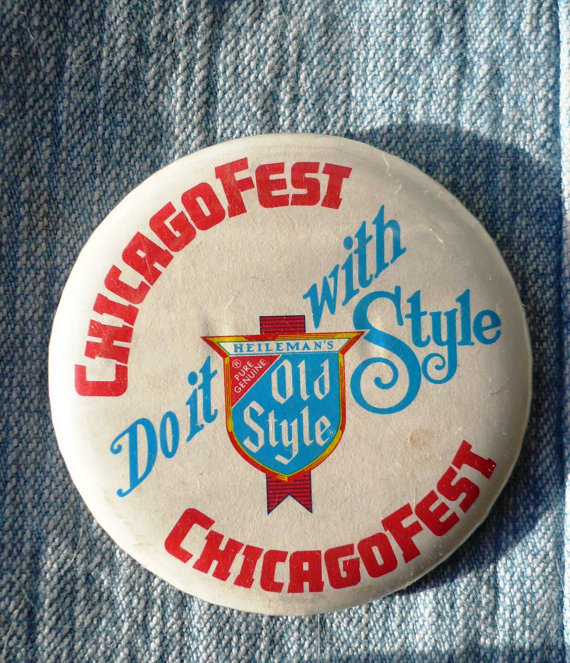 CHICAGOFEST
Do it with Style
HEILEMAN'S
® PURE
GENUINE
Old
Style®
CHICAGOFEST